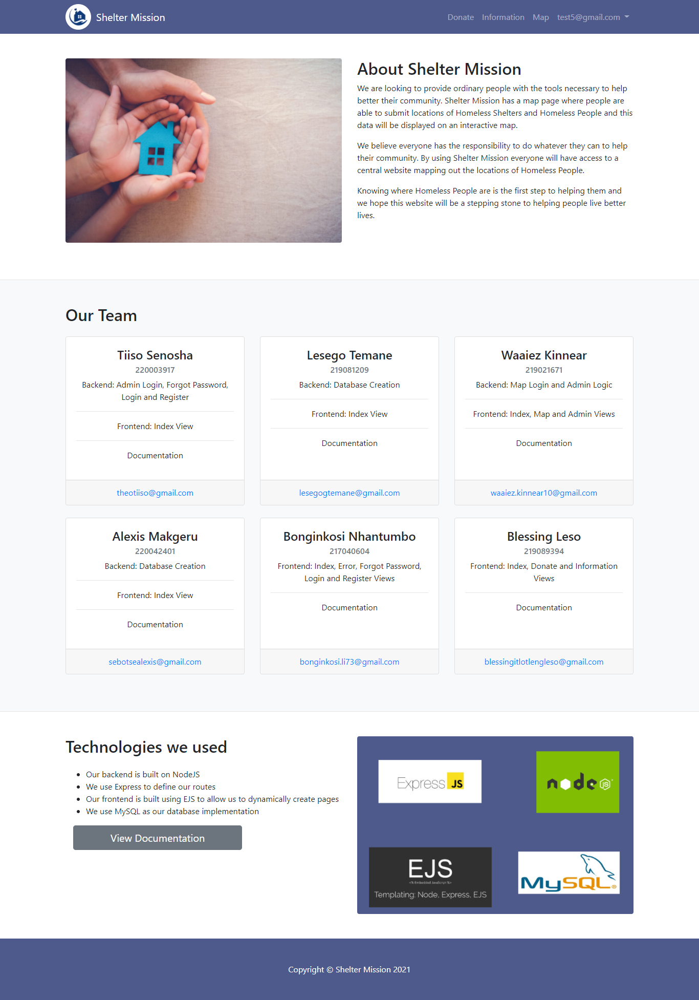 Shelter Mission
Donate Information Map test5@gmail.com
About Shelter Mission
We are looking to provide ordinary people with the tools necessary to help
better their community. Shelter Mission has a map page where people are
able to submit locations of Homeless Shelters and Homeless People and this
data will be displayed on an interactive map.
We believe everyone has the responsibility to do whatever they can to help
their community. By using Shelter Mission everyone will have access to a
central website mapping out the locations of Homeless People.
Knowing where Homeless People are is the first step to helping them and
we hope this website will be a stepping stone to helping people live better
lives.
Our Team
Tiiso Senosha
220003917
Backend: Admin Login, Forgot Password,
Login and Register
Frontend: Index View
Documentation
theotiiso@gmail.com
Lesego Temane
219081209
Backend: Database Creation
Frontend: Index View
Documentation
lesegogtemane@gmail.com
Waaiez Kinnear
219021671
Backend: Map Login and Admin Logic
Frontend: Index, Map and Admin Views
Documentation
waaiez.kinnear10@gmail.com
Alexis Makgeru
220042401
Backend: Database Creation
Frontend: Index View
Documentation
sebotsealexis@gmail.com
Bonginkosi Nhantumbo
217040604
Frontend: Index, Error, Forgot Password,
Login and Register Views
Documentation
bonginkosi.li73@gmail.com
Blessing Leso
219089394
Frontend: Index, Donate and Information
Views
Documentation
blessingitlotlengleso@gmail.com
Technologies we used
Our backend is built on NodeJS
We use Express to define our routes
Our frontend is built using EJS to allow us to dynamically create pages
We use MySQL as our database implementation
View Documentation
Express JS
node JS
EJS
<% Embedded JavaScript %>
Templating: Node, Express, EJS
MySQL®
Copyright © Shelter Mission 2021